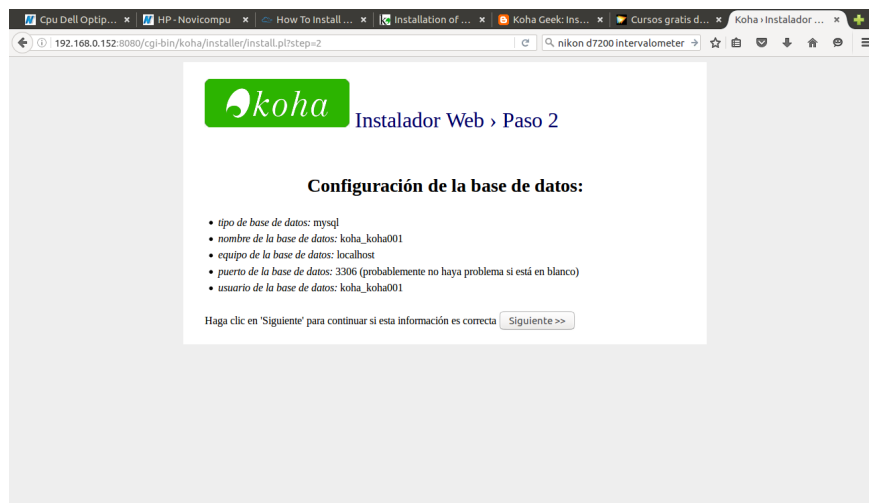 Cpu Dell Optip... HP - Novicompu How To Install ... Installation of ... Koha Geek: Ins... Cursos gratis d... Koha › Instalador ...
192.168.0.152:8080/cgi-bin/koha/installer/install.pl?step=2 nikon d7200 intervalometer
koha
Instalador Web › Paso 2
Configuración de la base de datos:
• tipo de base de datos: mysql
• nombre de la base de datos: koha_koha001
• equipo de la base de datos: localhost
• puerto de la base de datos: 3306 (probablemente no haya problema si está en blanco)
• usuario de la base de datos: koha_koha001
Haga clic en 'Siguiente' para continuar si esta información es correcta Siguiente >>